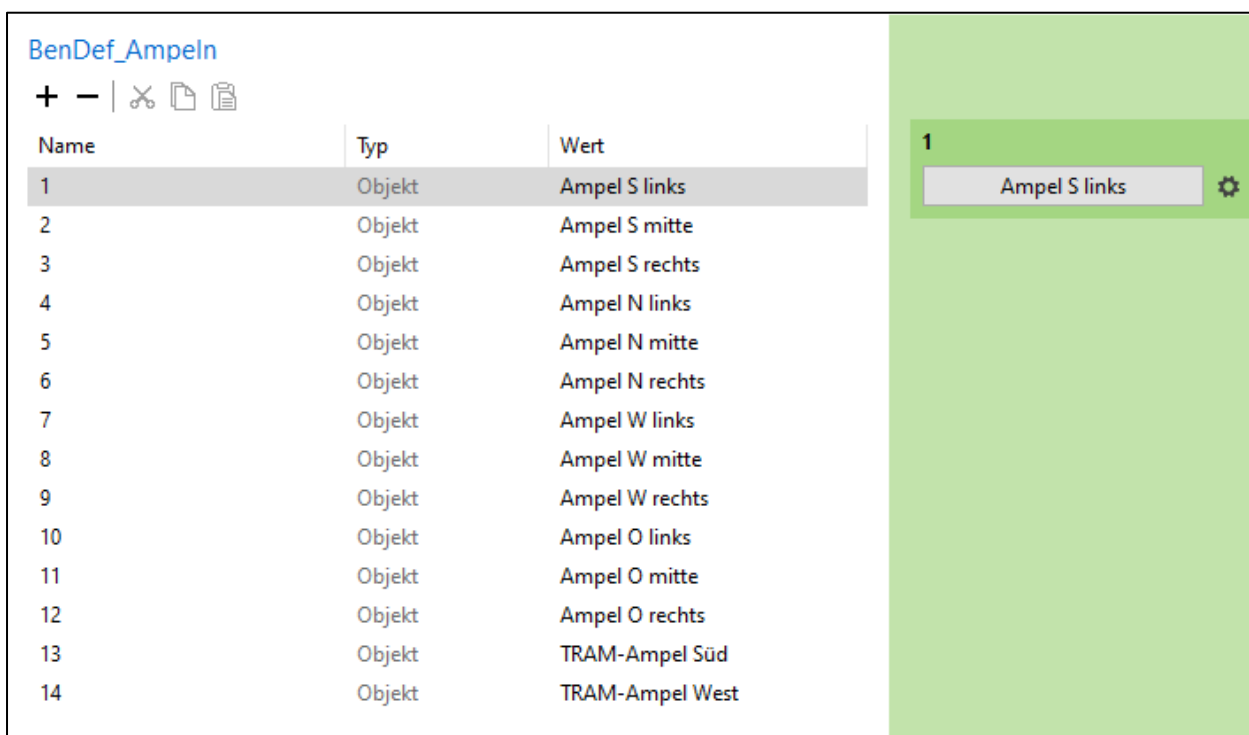 BenDef_Ampeln
Name Typ Wert
1 Objekt Ampel S links
2 Objekt Ampel S mitte
3 Objekt Ampel S rechts
4 Objekt Ampel N links
5 Objekt Ampel N mitte
6 Objekt Ampel N rechts
7 Objekt Ampel W links
8 Objekt Ampel W mitte
9 Objekt Ampel W rechts
10 Objekt Ampel O links
11 Objekt Ampel O mitte
12 Objekt Ampel O rechts
13 Objekt TRAM-Ampel Süd
14 Objekt TRAM-Ampel West
1
Ampel S links